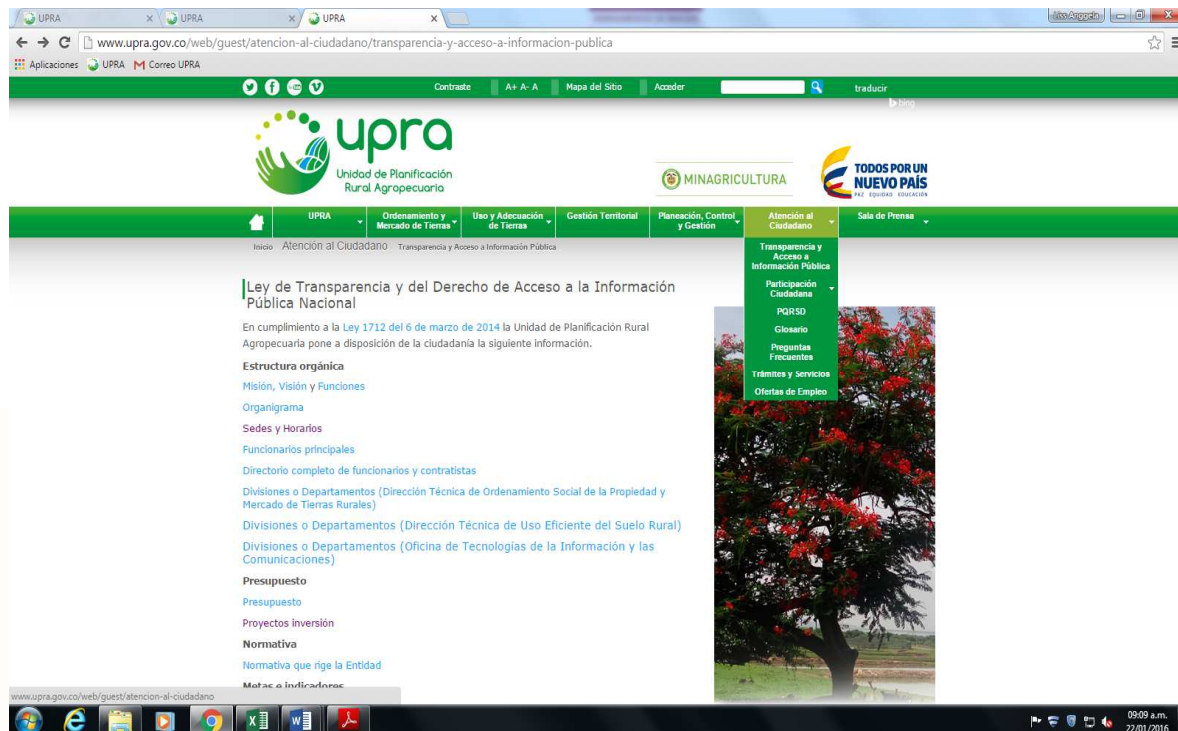 UPRA
UPRA
UPRA
www.upra.gov.co/web/guest/atencion-al-ciudadano/transparencia-y-acceso-a-informacion-publica
Aplicaciones UPRA Correo UPRA
Contraste A+ A- A Mapa del Sitio Acceder traducir
bing
upra
Unidad de Planificación
Rural Agropecuaria
MINAGRICULTURA
TODOS POR UN
NUEVO PAÍS
PAZ EQUIDAD EDUCACIÓN
UPRA
Ordenamiento y
Mercado de Tierras
Uso y Adecuación
de Tierras
Gestión Territorial
Planeación, Control
y Gestión
Atención al
Ciudadano
Sala de Prensa
Inicio Atención al Ciudadano Transparencia y Acceso a Información Pública
Transparencia y
Acceso a
Información Pública
Participación
Ciudadana
PQRSD
Glosario
Preguntas
Frecuentes
Trámites y Servicios
Ofertas de Empleo
Ley de Transparencia y del Derecho de Acceso a la Información
Pública Nacional
En cumplimiento a la Ley 1712 del 6 de marzo de 2014 la Unidad de Planificación Rural
Agropecuaria pone a disposición de la ciudadanía la siguiente información.
Estructura orgánica
Misión, Visión y Funciones
Organigrama
Sedes y Horarios
Funcionarios principales
Directorio completo de funcionarios y contratistas
Divisiones o Departamentos (Dirección Técnica de Ordenamiento Social de la Propiedad y
Mercado de Tierras Rurales)
Divisiones o Departamentos (Dirección Técnica de Uso Eficiente del Suelo Rural)
Divisiones o Departamentos (Oficina de Tecnologías de la Información y las
Comunicaciones)
Presupuesto
Presupuesto
Proyectos inversión
Normativa
Normativa que rige la Entidad
Metas e indicadores
www.upra.gov.co/web/guest/atencion-al-ciudadano
09:09 a.m.
22/01/2016